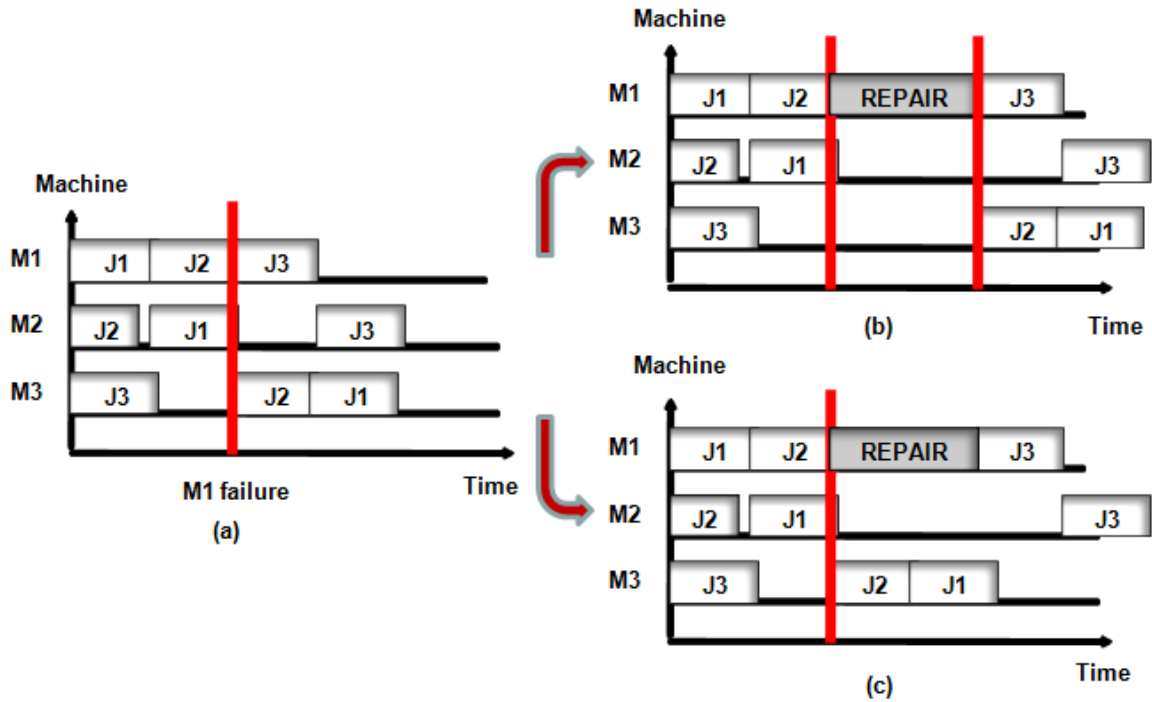 Machine
M1 J1 J2 J3
M2 J2 J1 J3
M3 J3 J2 J1
Time
M1 failure
(a)
Machine
M1 J1 J2 REPAIR J3
M2 J2 J1 J3
M3 J3 J2 J1
Time
(b)
Machine
M1 J1 J2 REPAIR J3
M2 J2 J1 J3
M3 J3 J2 J1
Time
(c)